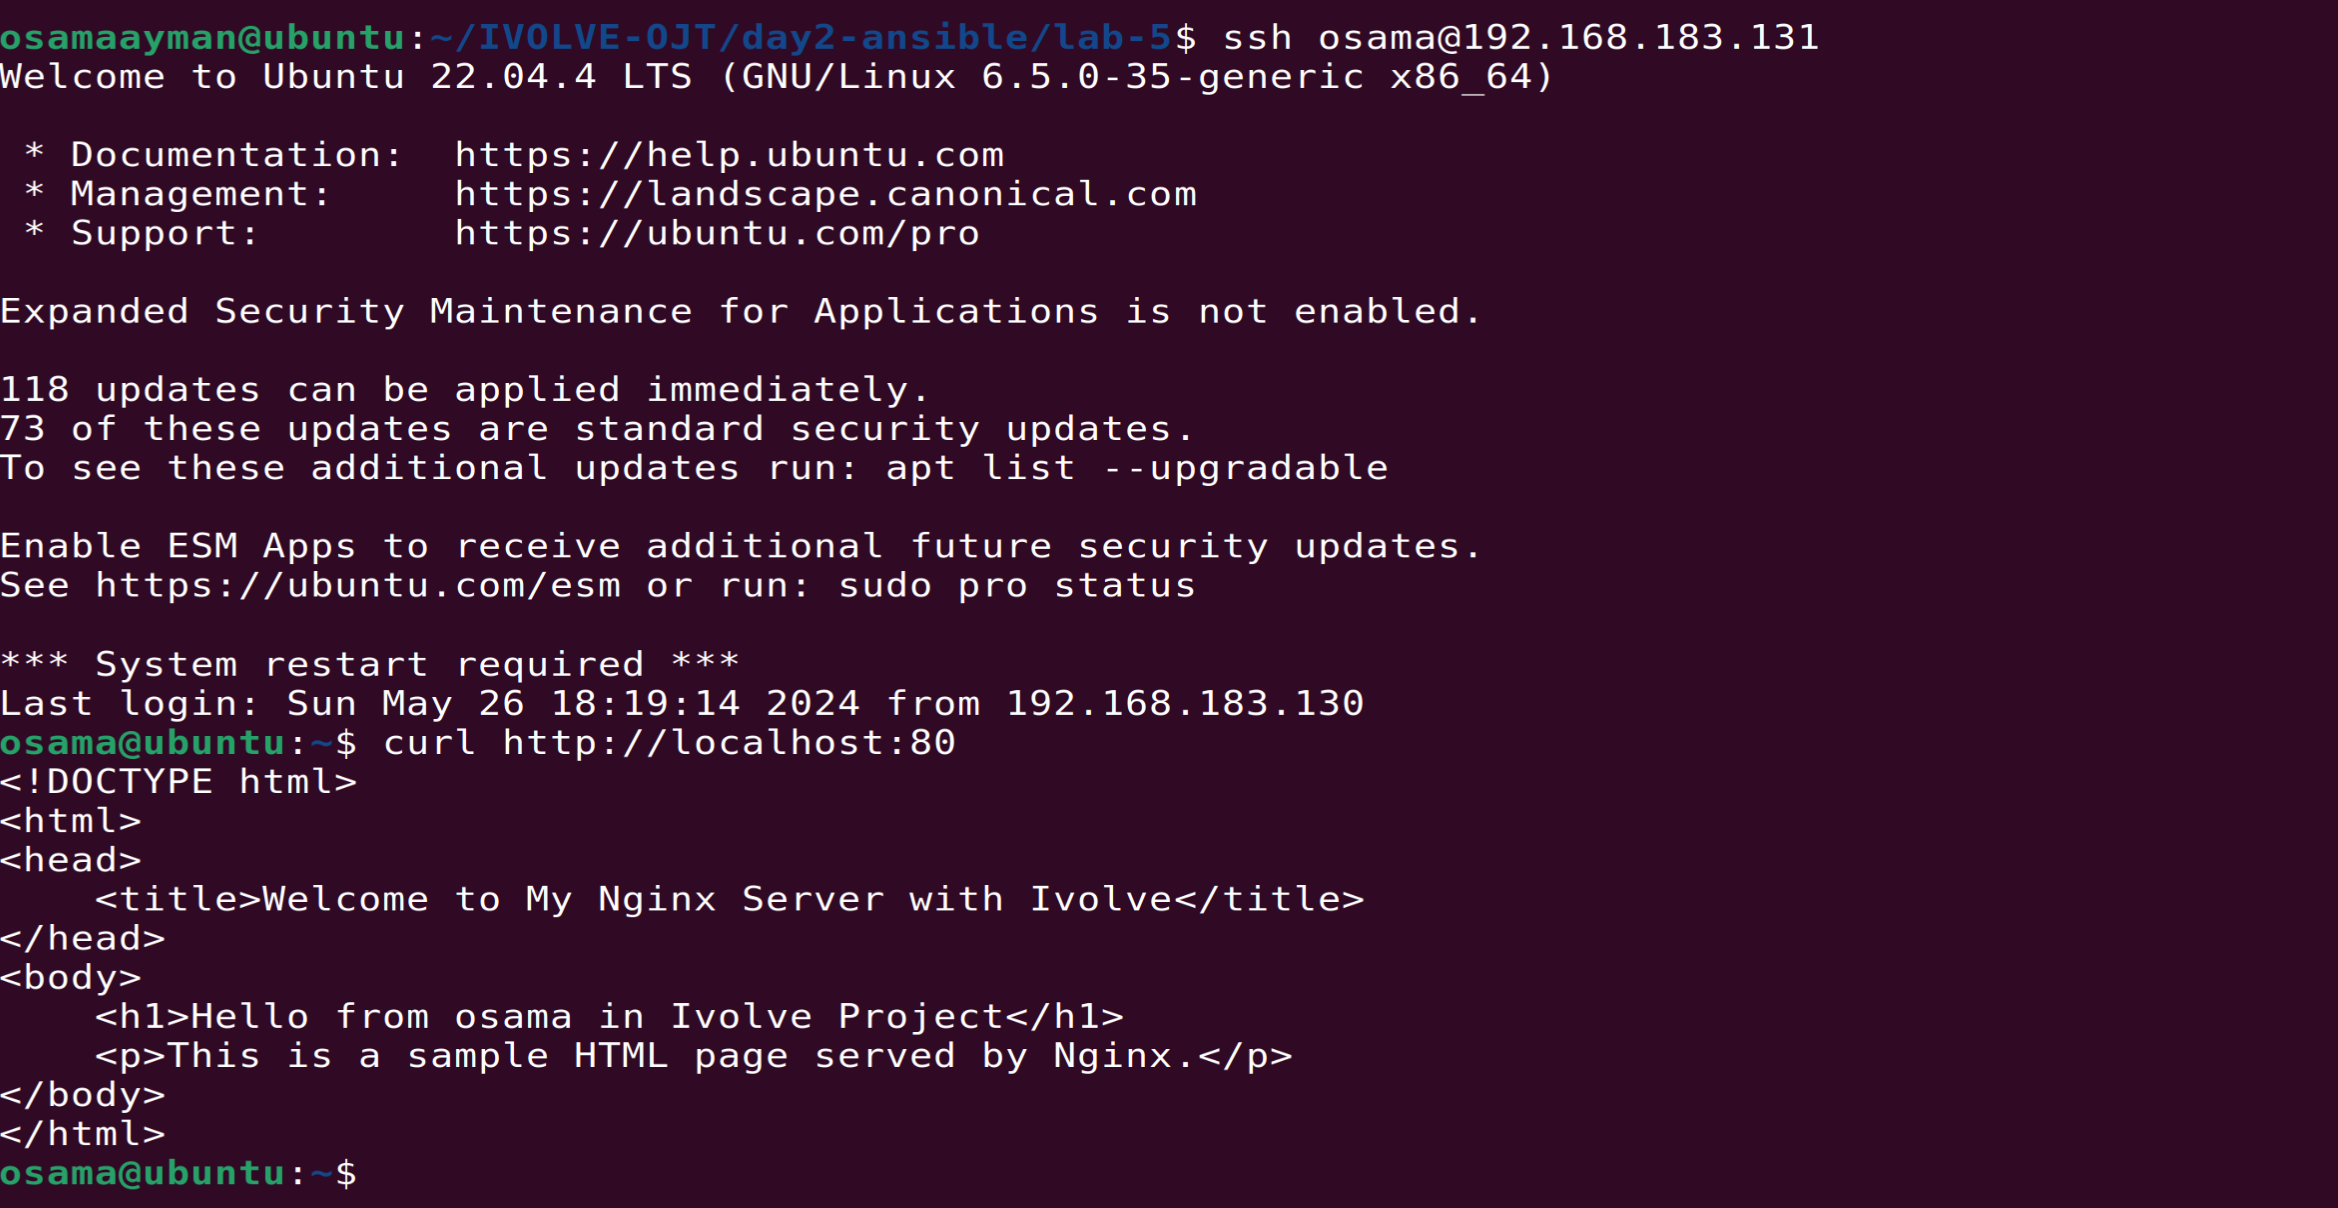 osamaayman@ubuntu:~/IVOLVE-OJT/day2-ansible/lab-5$ ssh osama@192.168.183.131
Welcome to Ubuntu 22.04.4 LTS (GNU/Linux 6.5.0-35-generic x86_64)

 * Documentation:  https://help.ubuntu.com
 * Management:     https://landscape.canonical.com
 * Support:        https://ubuntu.com/pro

Expanded Security Maintenance for Applications is not enabled.

118 updates can be applied immediately.
73 of these updates are standard security updates.
To see these additional updates run: apt list --upgradable

Enable ESM Apps to receive additional future security updates.
See https://ubuntu.com/esm or run: sudo pro status

*** System restart required ***
Last login: Sun May 26 18:19:14 2024 from 192.168.183.130
osama@ubuntu:~$ curl http://localhost:80
<!DOCTYPE html>
<html>
<head>
    <title>Welcome to My Nginx Server with Ivolve</title>
</head>
<body>
    <h1>Hello from osama in Ivolve Project</h1>
    <p>This is a sample HTML page served by Nginx.</p>
</body>
</html>
osama@ubuntu:~$